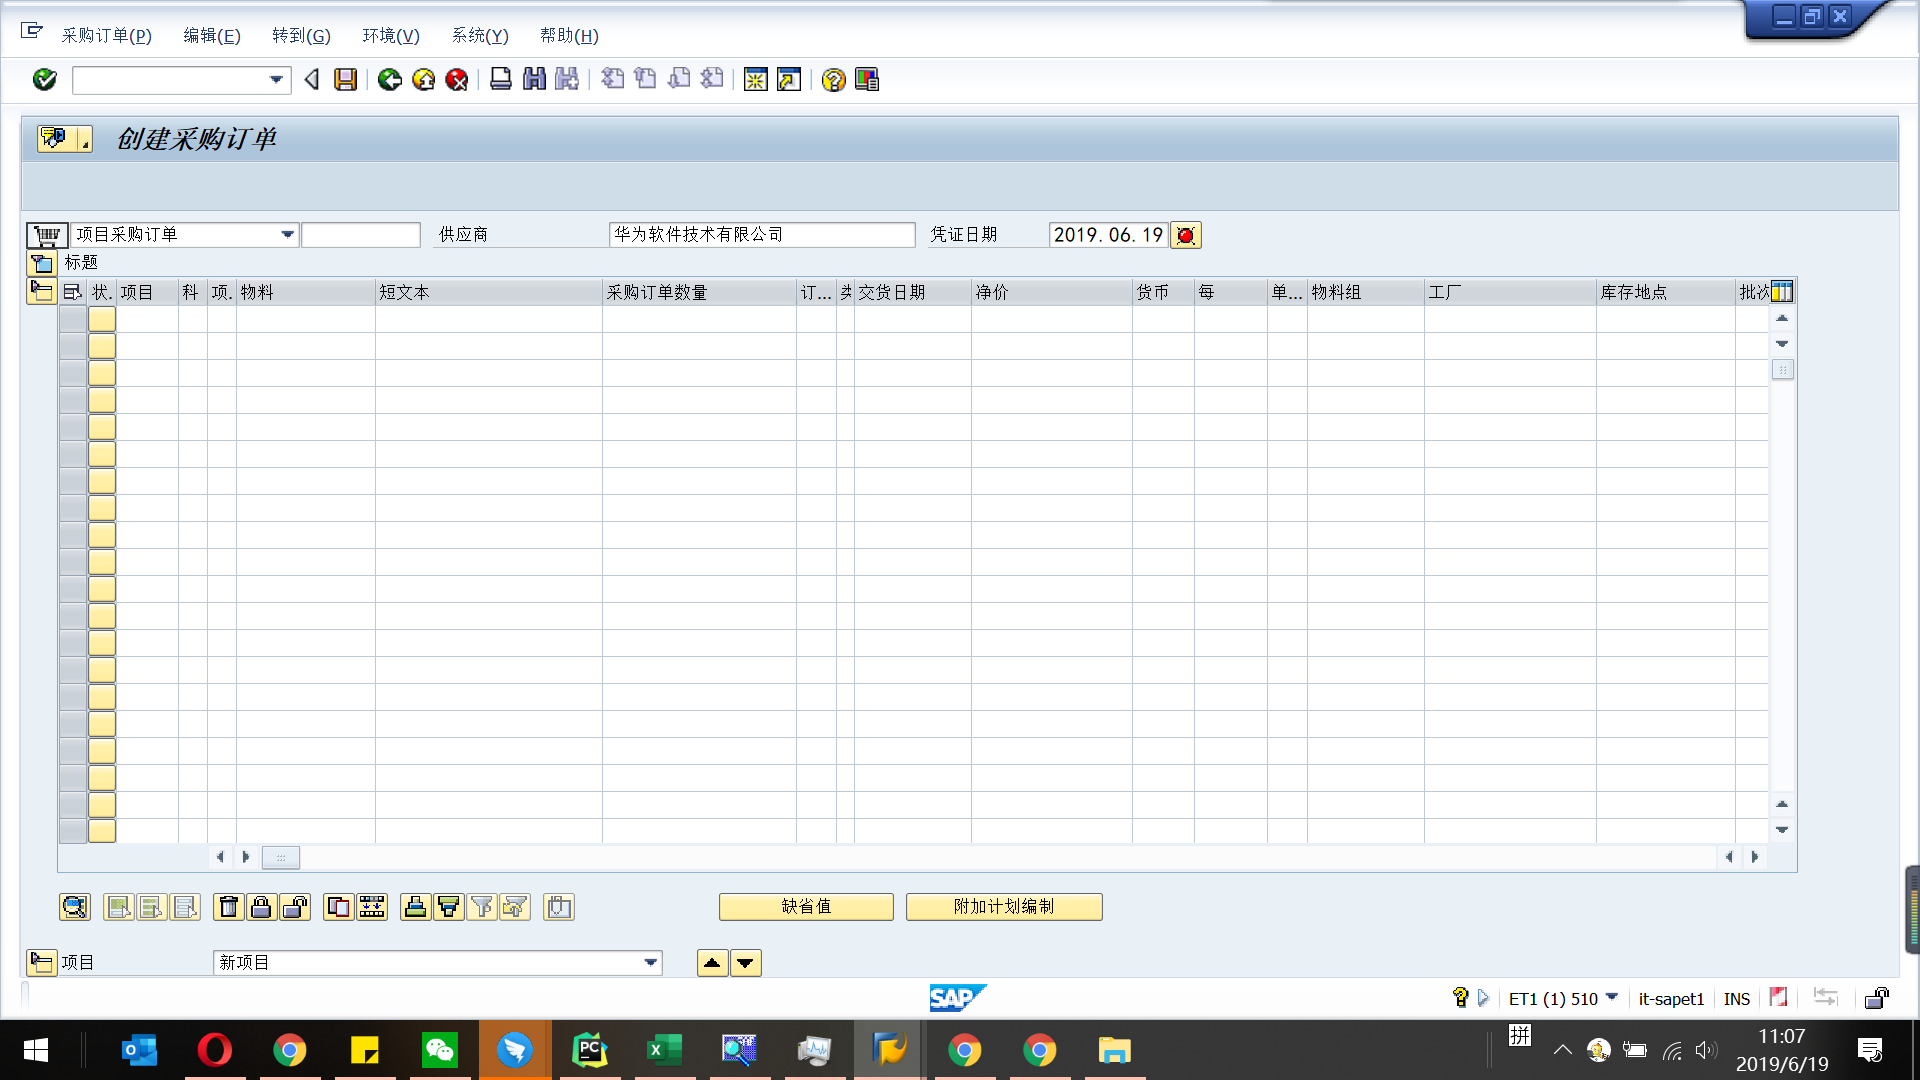 采购订单(P) 编辑(E) 转到(G) 环境(V) 系统(Y) 帮助(H)
创建采购订单
项目采购订单 供应商 华为软件技术有限公司 凭证日期 2019.06.19
标题
状. 项目 科 项. 物料 短文本 采购订单数量 订... 交货日期 净价 货币 每 单... 物料组 工厂 库存地点 批次
缺省值 附加计划编制
项目 新项目
SAP ET1 (1) 510 it-sapet1 INS
拼
11:07
2019/6/19